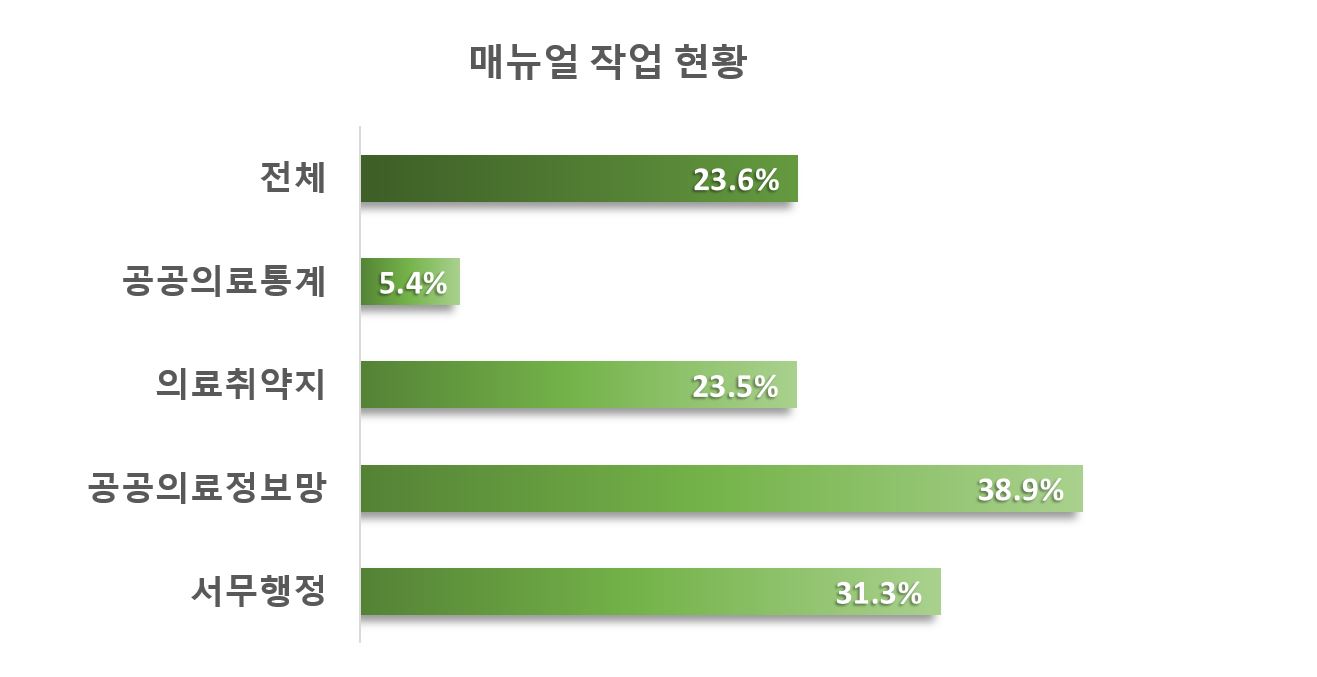 매뉴얼 작업 현황
전체 23.6%
공공의료통계 5.4%
의료취약지 23.5%
공공의료정보망 38.9%
서무행정 31.3%